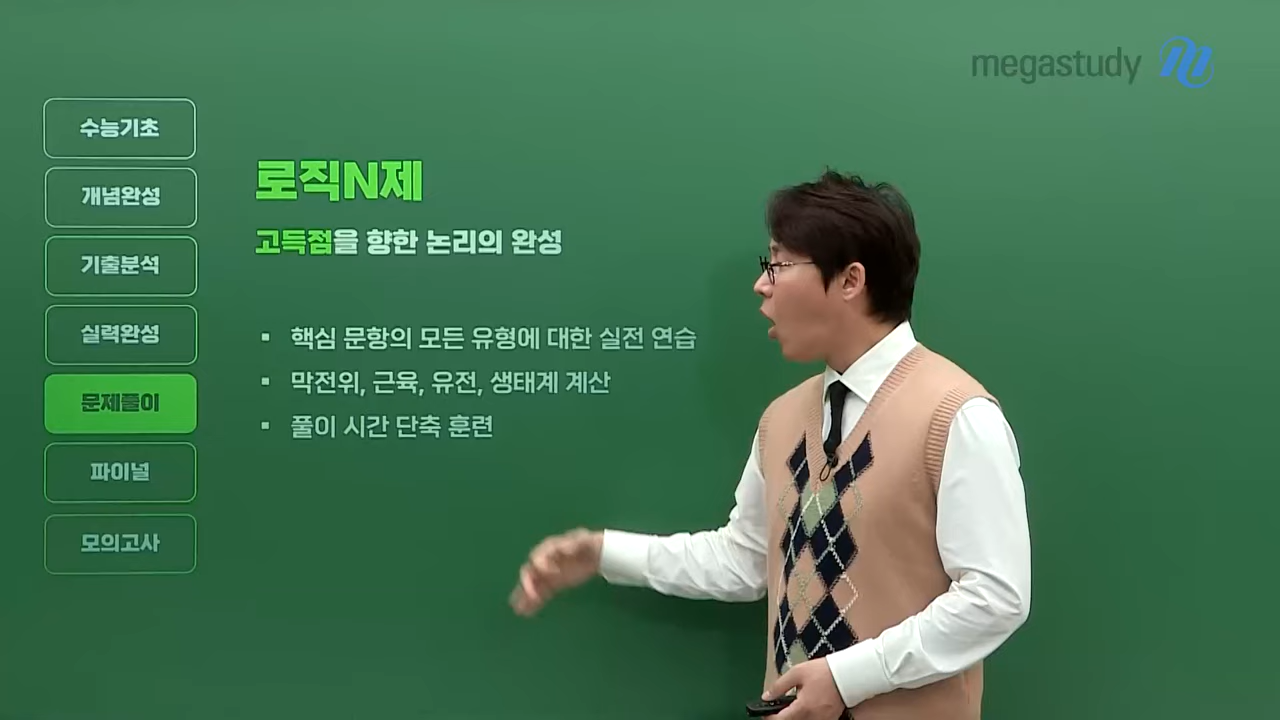 megastudy
수능기초
개념완성
기출분석
실력완성
문제풀이
파이널
모의고사
로직N제
고득점을 향한 논리의 완성
▪ 핵심 문항의 모든 유형에 대한 실전 연습
▪ 막전위, 근육, 유전, 생태계 계산
▪ 풀이 시간 단축 훈련